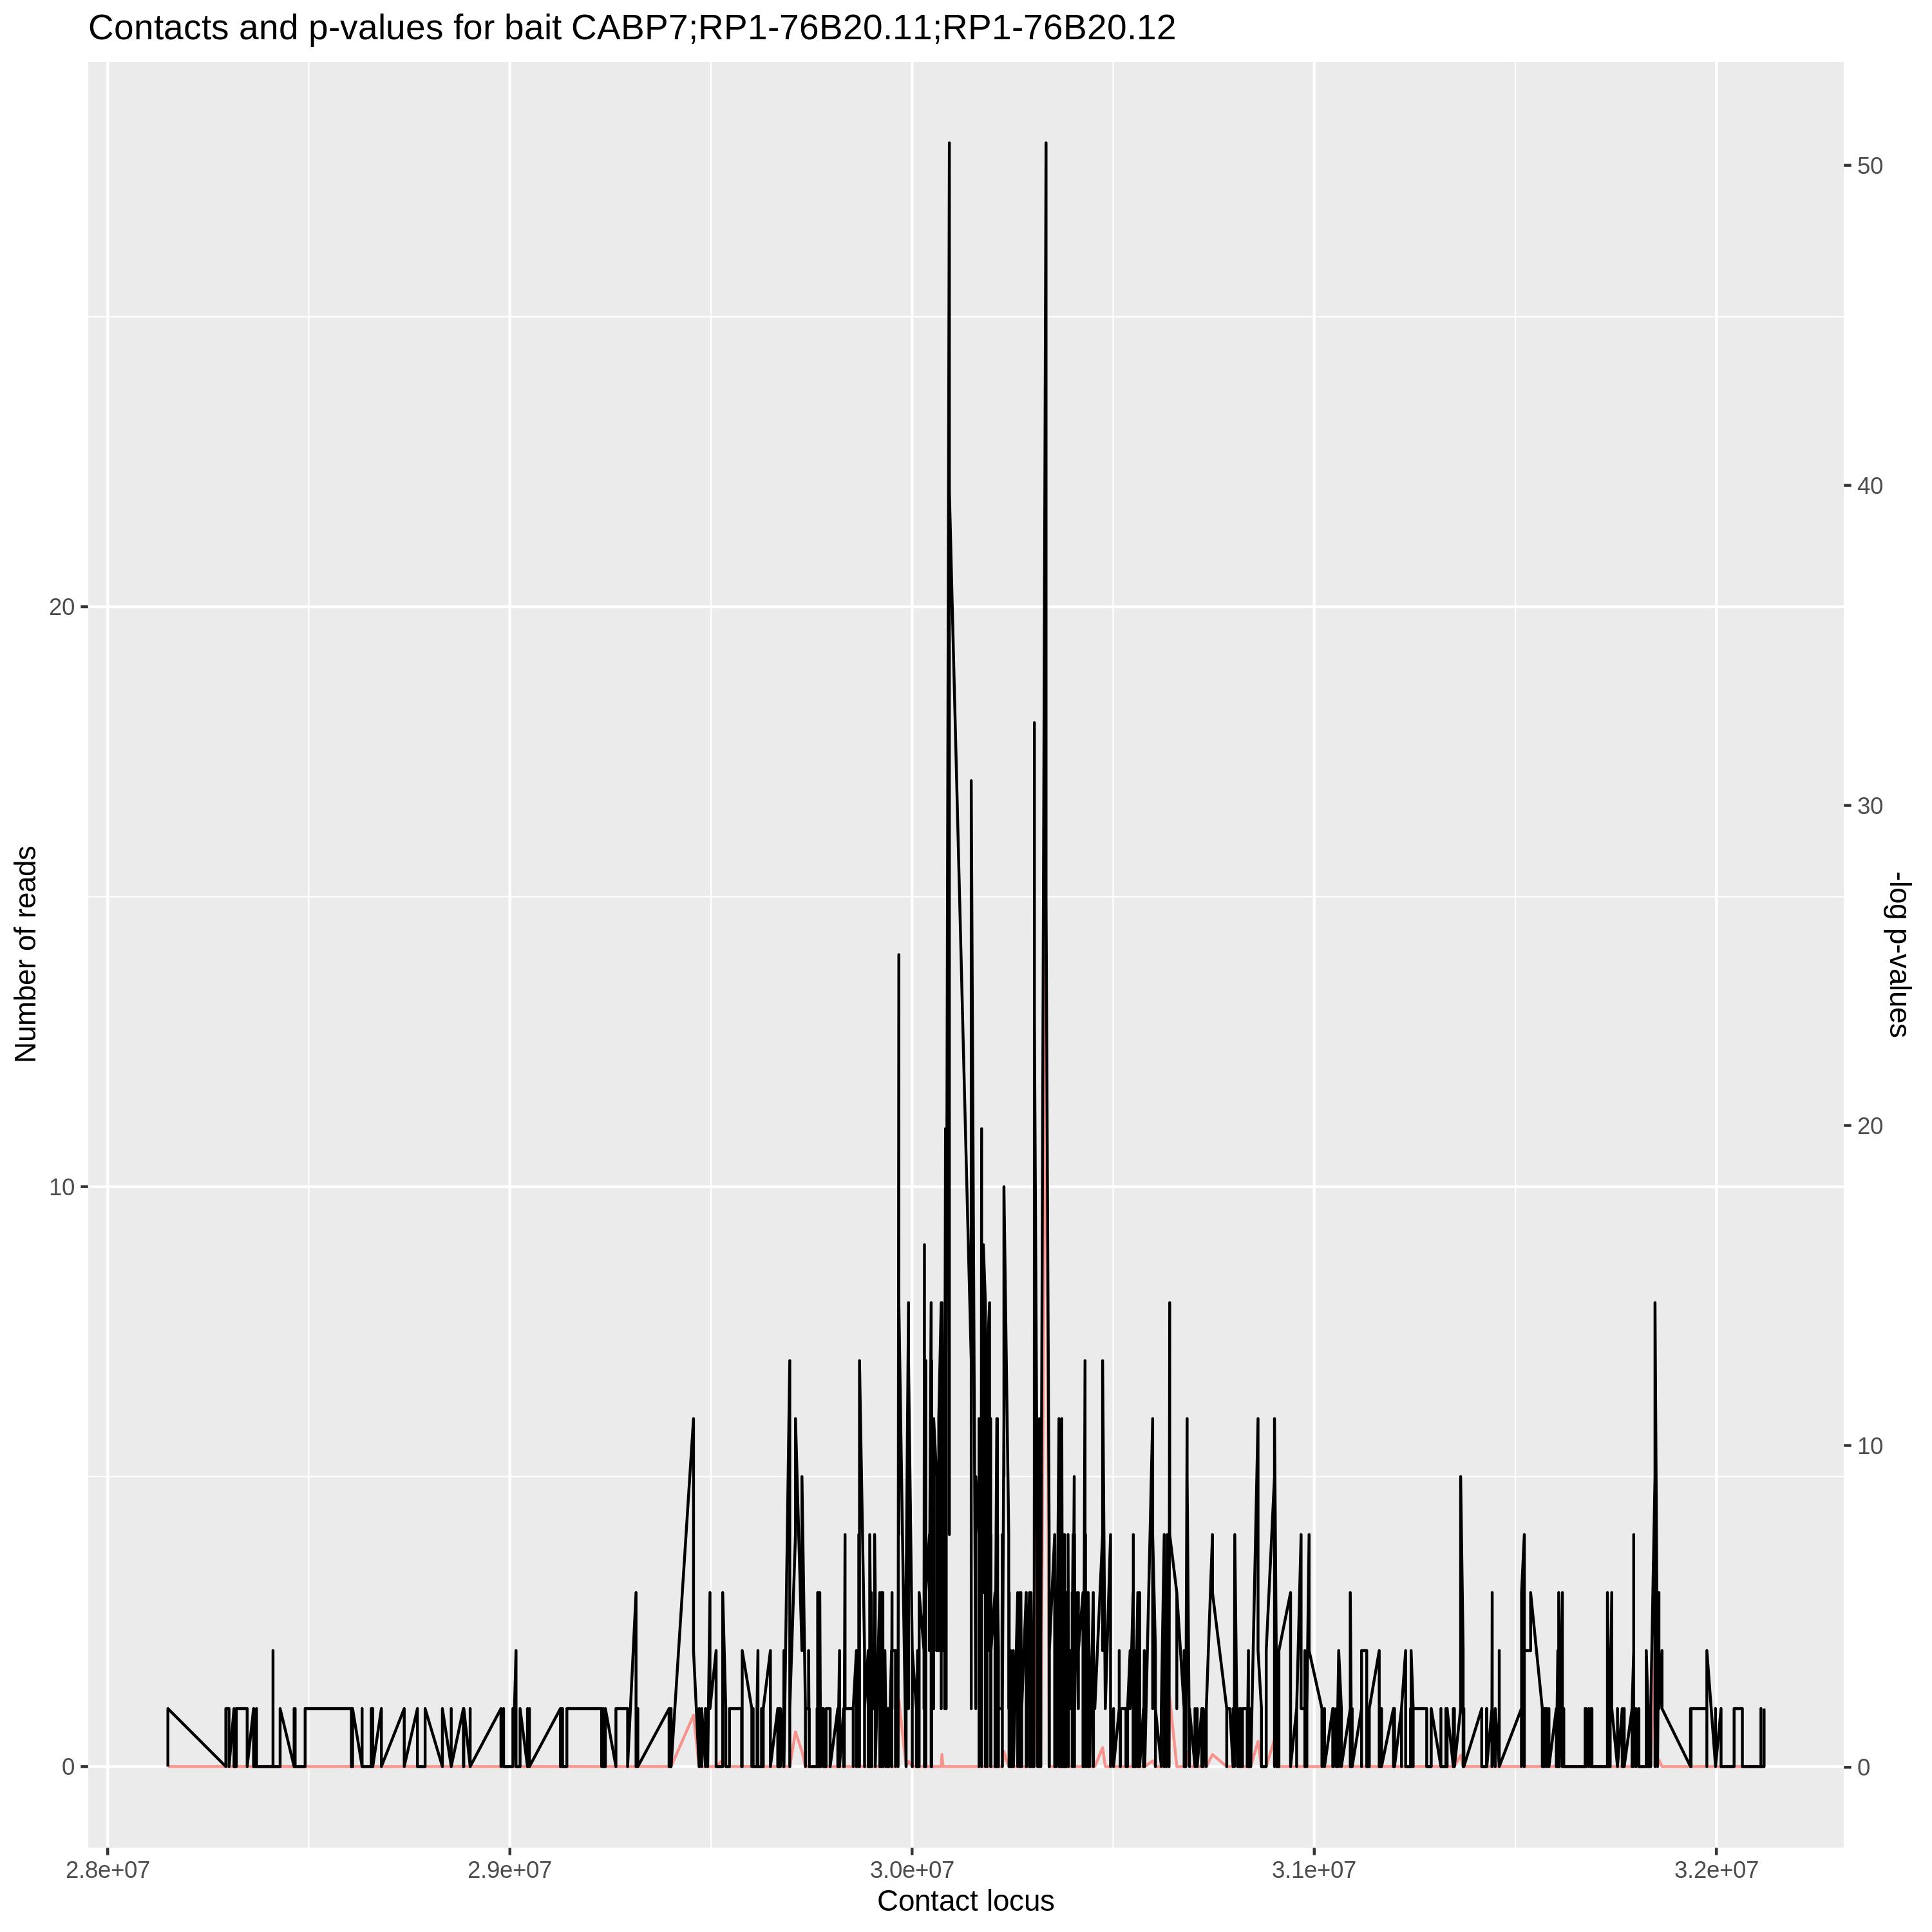 Contacts and p-values for bait CABP7;RP1-76B20.11;RP1-76B20.12
Number of reads
20
10
0
50
40
30
20
10
0
-log p-values
2.8e+07 2.9e+07 3.0e+07 3.1e+07 3.2e+07
Contact locus